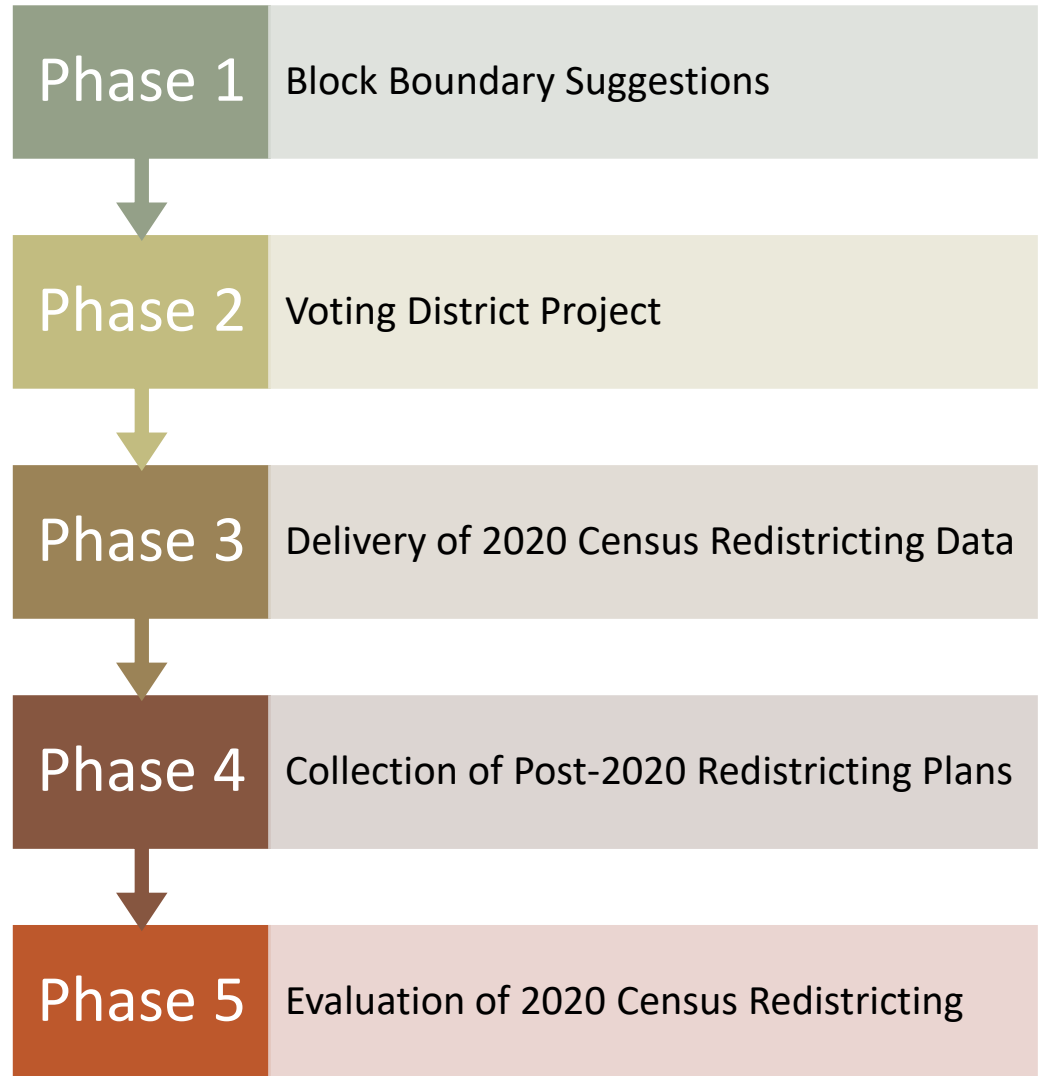 Phase 1
Block Boundary Suggestions
Phase 2
Voting District Project
Phase 3
Delivery of 2020 Census Redistricting Data
Phase 4
Collection of Post-2020 Redistricting Plans
Phase 5
Evaluation of 2020 Census Redistricting